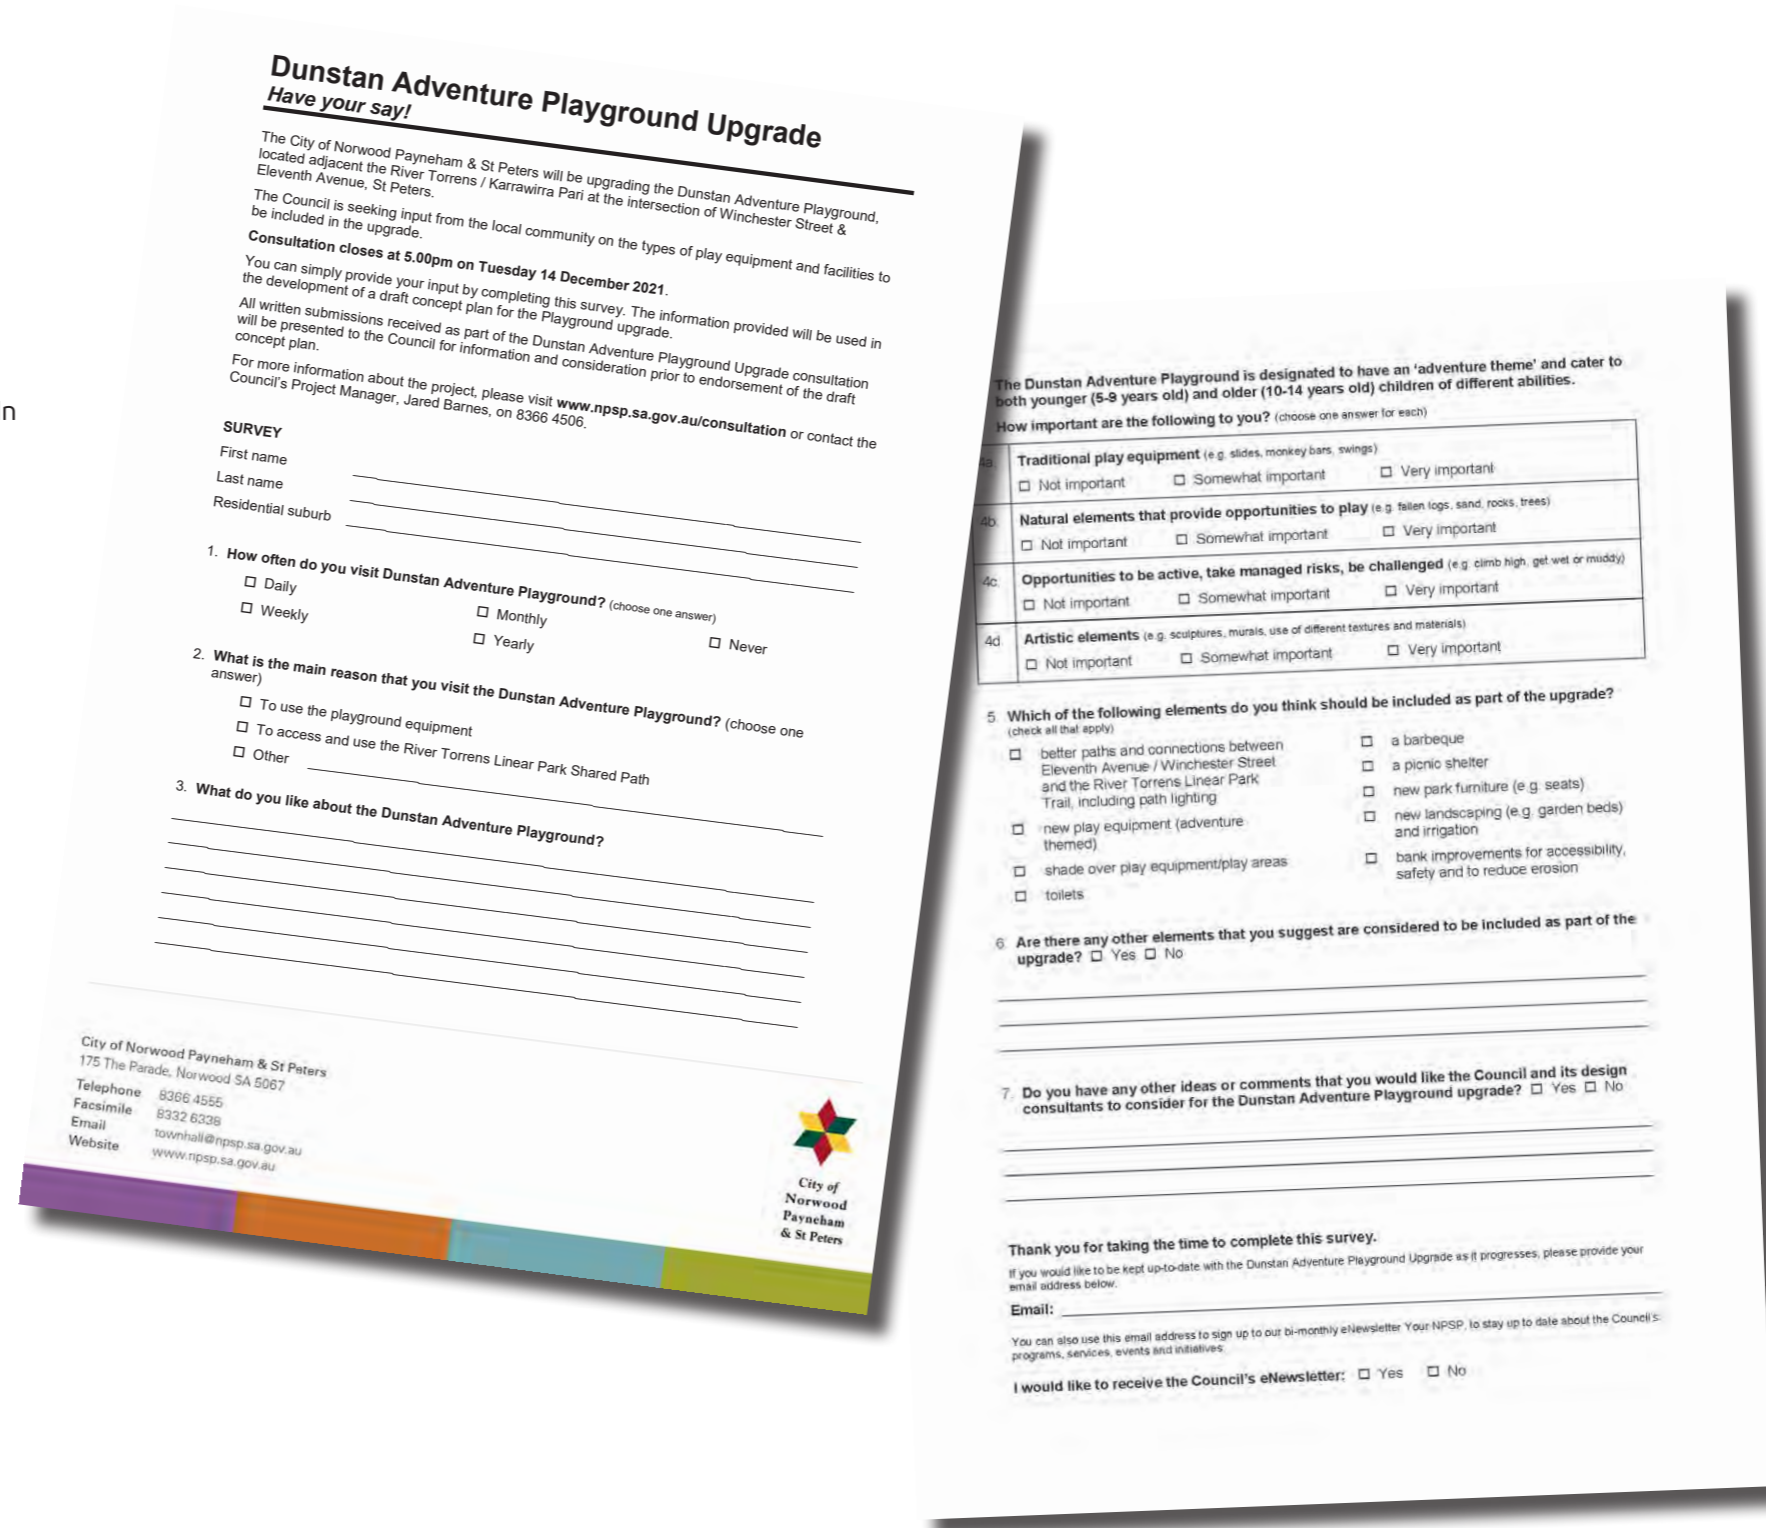 in
Dunstan Adventure Playground Upgrade
Have your say!
The City of Norwood Payneham & St Peters will be upgrading the Dunstan Adventure Playground,
located adjacent the River Torrens / Karrawirra Pari at the intersection of Winchester Street &
Eleventh Avenue, St Peters.
The Council is seeking input from the local community on the types of play equipment and facilities to
be included in the upgrade.
Consultation closes at 5.00pm on Tuesday 14 December 2021.
You can simply provide your input by completing this survey. The information provided will be used in
the development of a draft concept plan for the Playground upgrade.
All written submissions received as part of the Dunstan Adventure Playground Upgrade consultation
will be presented to the Council for information and consideration prior to endorsement of the draft
concept plan.
For more information about the project, please visit www.npsp.sa.gov.au/consultation or contact the
Council's Project Manager, Jared Barnes, on 8366 4506.
SURVEY
First name
Last name
Residential suburb
1. How often do you visit Dunstan Adventure Playground? (choose one answer)
☐ Daily ☐ Monthly ☐ Never
☐ Weekly ☐ Yearly
2. What is the main reason that you visit the Dunstan Adventure Playground? (choose one
answer)
☐ To use the playground equipment
☐ To access and use the River Torrens Linear Park Shared Path
☐ Other
3. What do you like about the Dunstan Adventure Playground?
City of Norwood Payneham & St Peters
175 The Parade, Norwood SA 5067
Telephone 8366 4555
Facsimile 8332 6338
Email townhall@npsp.sa.gov.au
Website www.npsp.sa.gov.au
City of
Norwood
Payneham
& St Peters
The Dunstan Adventure Playground is designated to have an 'adventure theme' and cater to
both younger (5-9 years old) and older (10-14 years old) children of different abilities.
How important are the following to you? (choose one answer for each)
4a. Traditional play equipment (e.g. slides, monkey bars, swings)
☐ Not important ☐ Somewhat important ☐ Very important
4b. Natural elements that provide opportunities to play (e.g. fallen logs, sand, rocks, trees)
☐ Not important ☐ Somewhat important ☐ Very important
4c. Opportunities to be active, take managed risks, be challenged (e.g. climb high, get wet or muddy)
☐ Not important ☐ Somewhat important ☐ Very important
4d. Artistic elements (e.g. sculptures, murals, use of different textures and materials)
☐ Not important ☐ Somewhat important ☐ Very important
5. Which of the following elements do you think should be included as part of the upgrade?
(check all that apply)
☐ better paths and connections between
Eleventh Avenue / Winchester Street
and the River Torrens Linear Park
Trail, including path lighting
☐ new play equipment (adventure
themed)
☐ shade over play equipment/play areas
☐ toilets
☐ a barbeque
☐ a picnic shelter
☐ new park furniture (e.g. seats)
☐ new landscaping (e.g. garden beds)
and irrigation
☐ bank improvements for accessibility,
safety and to reduce erosion
6. Are there any other elements that you suggest are considered to be included as part of the
upgrade? ☐ Yes ☐ No
7. Do you have any other ideas or comments that you would like the Council and its design
consultants to consider for the Dunstan Adventure Playground upgrade? ☐ Yes ☐ No
Thank you for taking the time to complete this survey.
If you would like to be kept up-to-date with the Dunstan Adventure Playground Upgrade as it progresses, please provide your
email address below.
Email:
You can also use this email address to sign up to our bi-monthly eNewsletter Your NPSP, to stay up to date about the Council's
programs, services, events and initiatives.
I would like to receive the Council's eNewsletter: ☐ Yes ☐ No